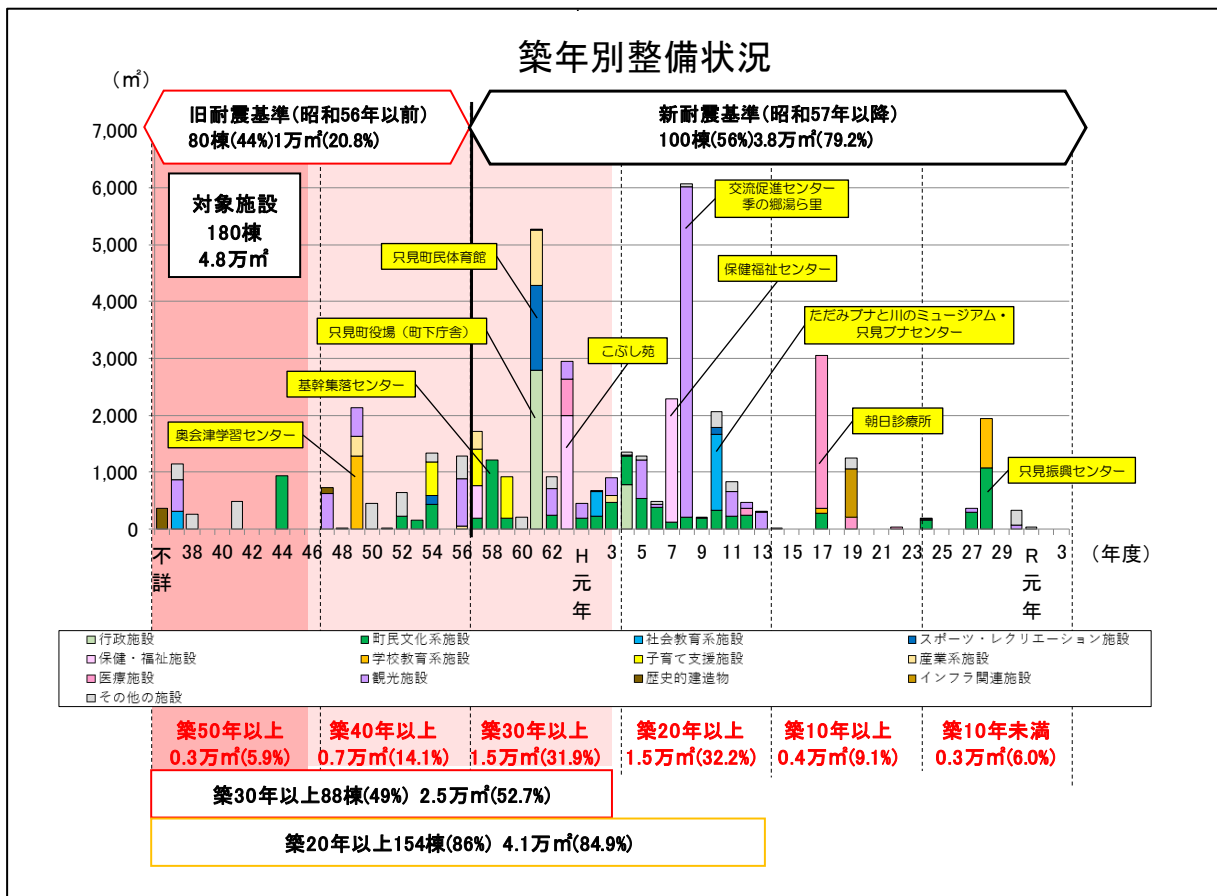 築年別整備状況
（㎡）
旧耐震基準(昭和56年以前)
80棟(44%)1万㎡(20.8%)
新耐震基準(昭和57年以降)
100棟(56%)3.8万㎡(79.2%)
7,000
6,000
5,000
4,000
3,000
2,000
1,000
0
対象施設
180棟
4.8万㎡
交流促進センター
季の郷湯ら里
只見町民体育館
保健福祉センター
ただみブナと川のミュージアム・
只見ブナセンター
只見町役場（町下庁舎）
こぶし苑
基幹集落センター
奥会津学習センター
朝日診療所
只見振興センター
不詳 38 40 42 44 46 48 50 52 54 56 58 60 62 H元年 3 5 7 9 11 13 15 17 19 21 23 25 27 29 R元年 3 （年度）
行政施設 町民文化系施設 社会教育系施設 スポーツ・レクリエーション施設
保健・福祉施設 学校教育系施設 子育て支援施設 産業系施設
医療施設 観光施設 歴史的建造物 インフラ関連施設
その他の施設
築50年以上 築40年以上 築30年以上 築20年以上 築10年以上 築10年未満
0.3万㎡(5.9%) 0.7万㎡(14.1%) 1.5万㎡(31.9%) 1.5万㎡(32.2%) 0.4万㎡(9.1%) 0.3万㎡(6.0%)
築30年以上88棟(49%) 2.5万㎡(52.7%)
築20年以上154棟(86%) 4.1万㎡(84.9%)